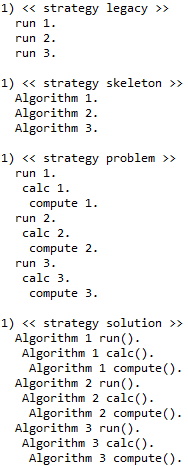 1) << strategy legacy >>
run 1.
run 2.
run 3.
1) << strategy skeleton >>
Algorithm 1.
Algorithm 2.
Algorithm 3.
1) << strategy problem >>
run 1.
calc 1.
compute 1.
run 2.
calc 2.
compute 2.
run 3.
calc 3.
compute 3.
1) << strategy solution >>
Algorithm 1 run().
Algorithm 1 calc().
Algorithm 1 compute().
Algorithm 2 run().
Algorithm 2 calc().
Algorithm 2 compute().
Algorithm 3 run().
Algorithm 3 calc().
Algorithm 3 compute().